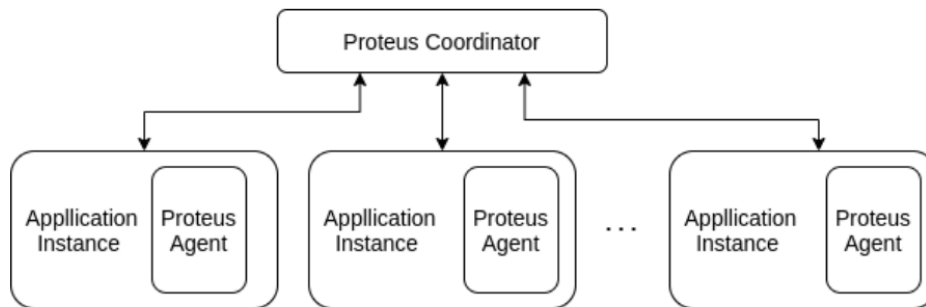 Proteus Coordinator
Appllication
Instance
Proteus
Agent
Appllication
Instance
Proteus
Agent
...
Appllication
Instance
Proteus
Agent